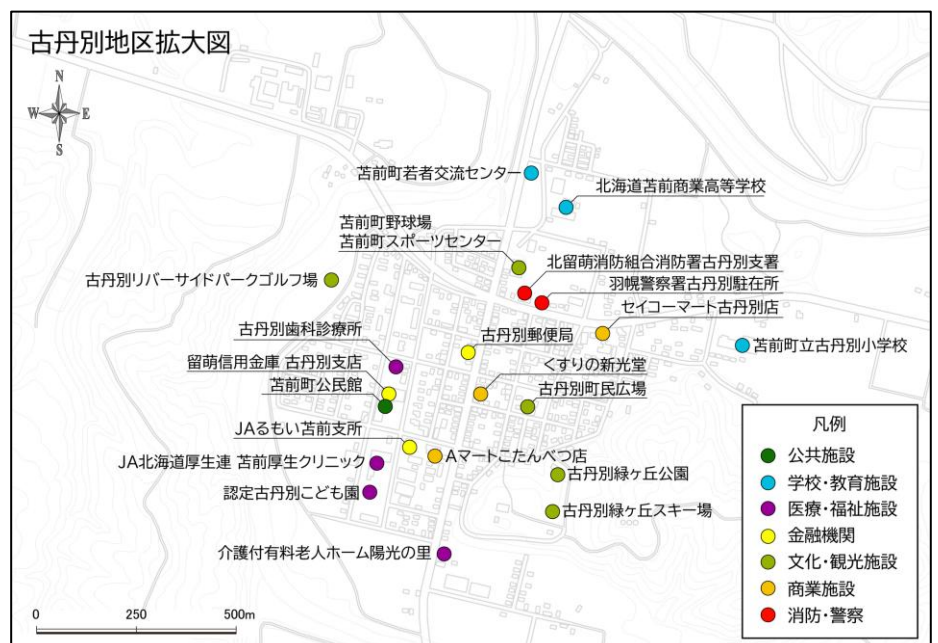 古丹別地区拡大図
N
W
E
S
苫前町若者交流センター
北海道苫前商業高等学校
苫前町野球場
苫前町スポーツセンター
北留萌消防組合消防署古丹別支署
古丹別リバーサイドパークゴルフ場
羽幌警察署古丹別駐在所
セイコーマート古丹別店
古丹別歯科診療所
古丹別郵便局
苫前町立古丹別小学校
留萌信用金庫 古丹別支店
くすりの新光堂
苫前町公民館
古丹別町民広場
JAるもい苫前支所
Aマートこたんべつ店
JA北海道厚生連 苫前厚生クリニック
古丹別緑ヶ丘公園
認定古丹別こども園
古丹別緑ヶ丘スキー場
介護付有料老人ホーム陽光の里
凡例
公共施設
学校・教育施設
医療・福祉施設
金融機関
文化・観光施設
商業施設
消防・警察
0
250
500m